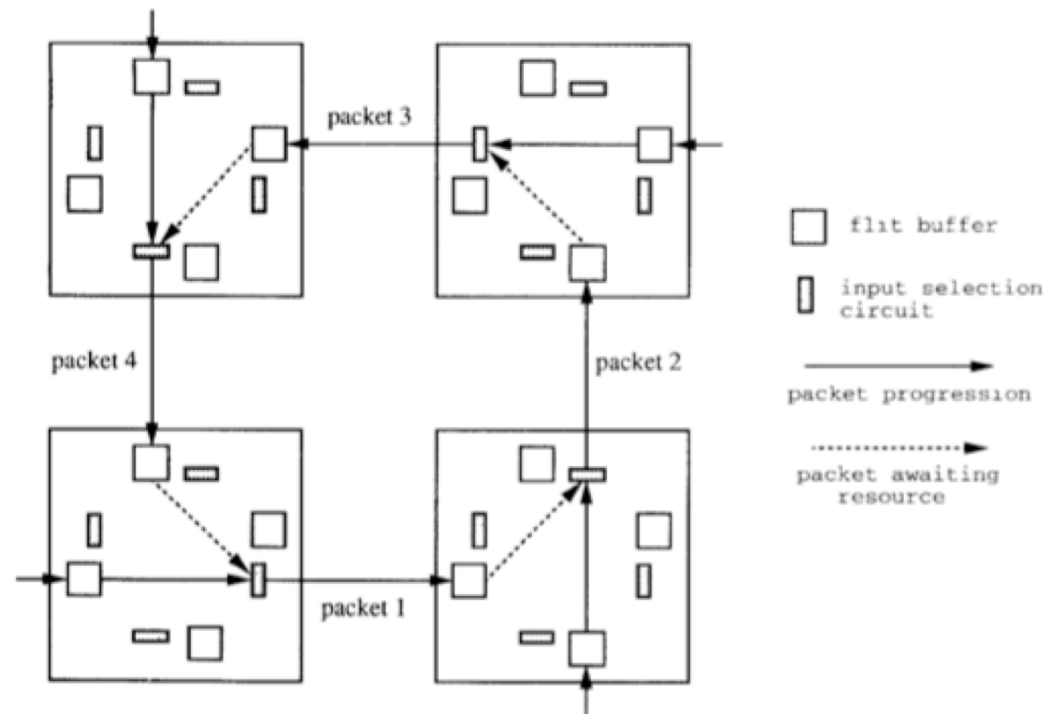 packet 3
flit buffer
input selection
circuit
packet 4
packet 2
packet progression
packet awaiting
resource
packet 1